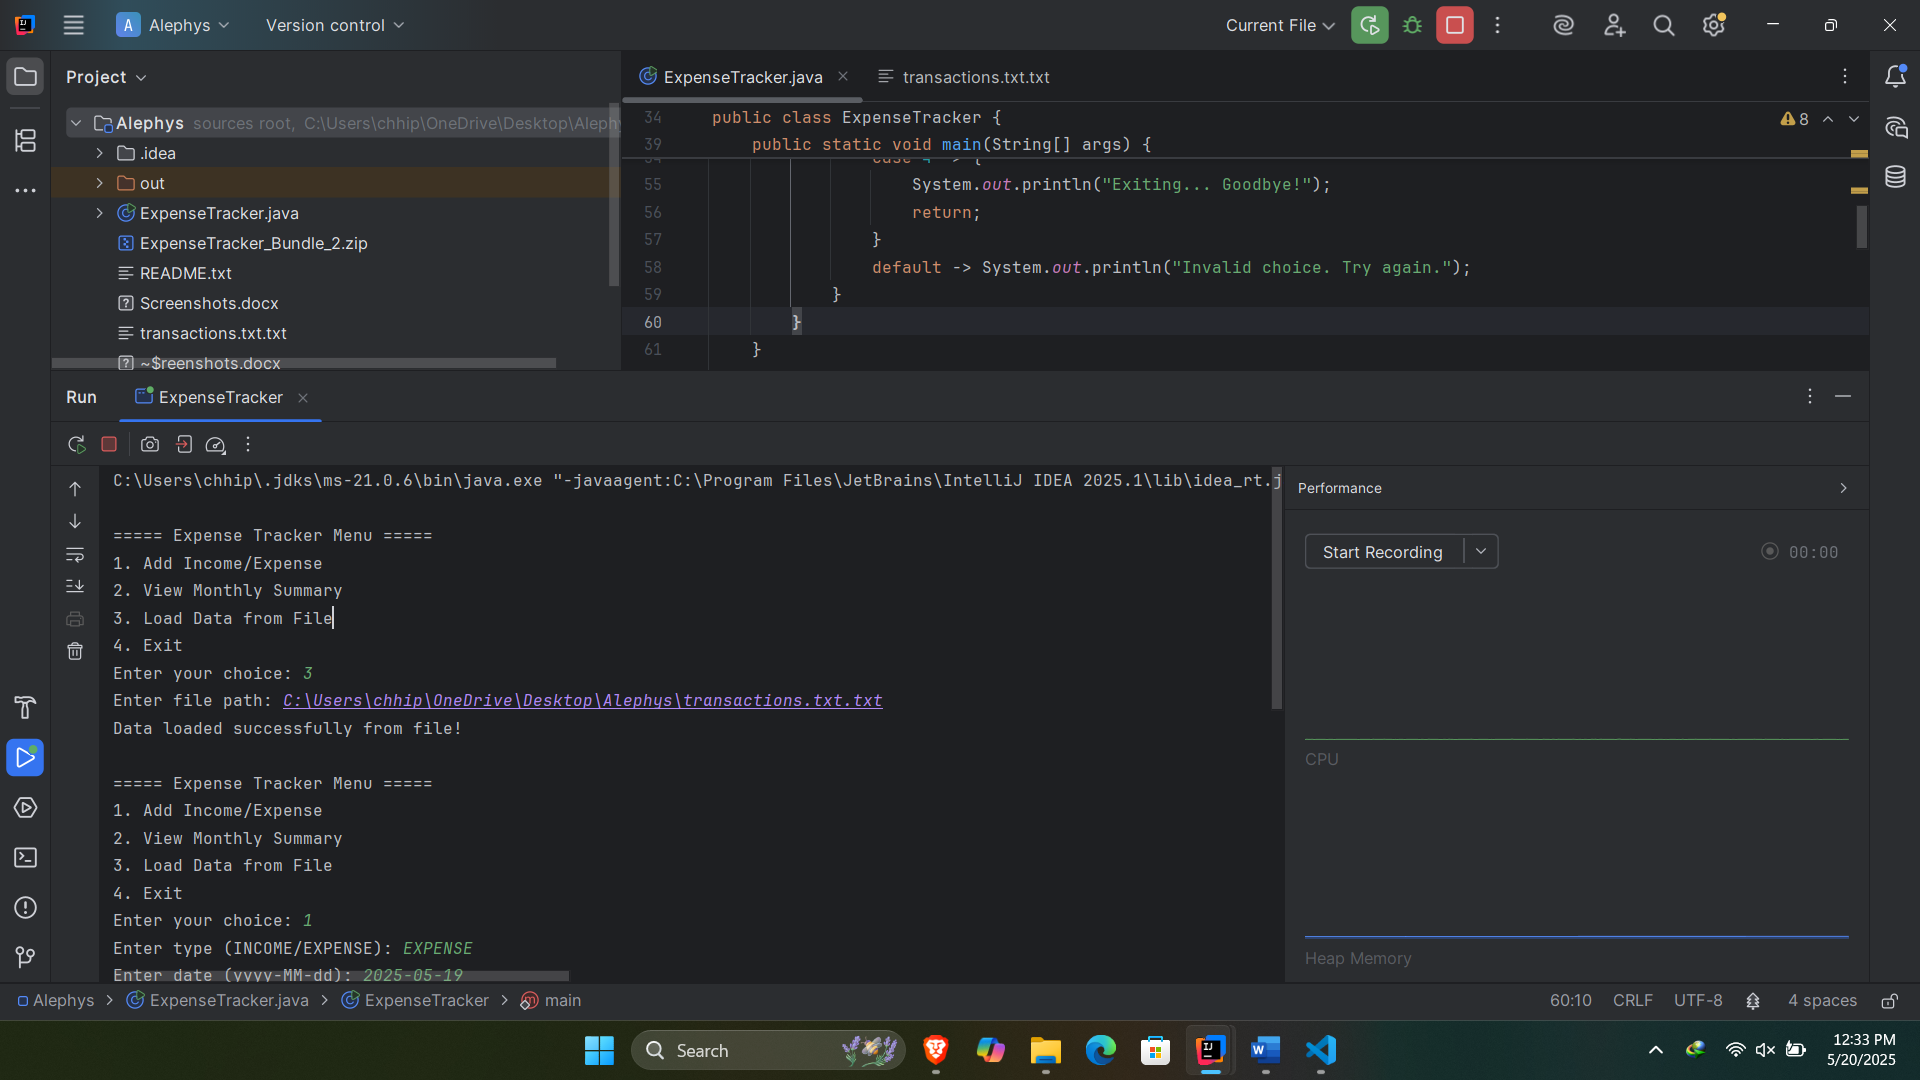 Alephys
Version control
Current File
Project
ExpenseTracker.java
transactions.txt.txt
Alephys sources root, C:\Users\chhip\OneDrive\Desktop\Aleph
.idea
out
ExpenseTracker.java
ExpenseTracker_Bundle_2.zip
README.txt
Screenshots.docx
transactions.txt.txt
~$reenshots.docx
34 public class ExpenseTracker {
8
39 public static void main(String[] args) {
54 case 4 -> {
55 System.out.println("Exiting... Goodbye!");
56 return;
57 }
58 default -> System.out.println("Invalid choice. Try again.");
59 }
60 }
61 }
Run
ExpenseTracker
C:\Users\chhip\.jdks\ms-21.0.6\bin\java.exe "-javaagent:C:\Program Files\JetBrains\IntelliJ IDEA 2025.1\lib\idea_rt.j
===== Expense Tracker Menu =====
1. Add Income/Expense
2. View Monthly Summary
3. Load Data from File
4. Exit
Enter your choice: 3
Enter file path: C:\Users\chhip\OneDrive\Desktop\Alephys\transactions.txt.txt
Data loaded successfully from file!
===== Expense Tracker Menu =====
1. Add Income/Expense
2. View Monthly Summary
3. Load Data from File
4. Exit
Enter your choice: 1
Enter type (INCOME/EXPENSE): EXPENSE
Enter date (yyyy-MM-dd): 2025-05-19
Performance
Start Recording
00:00
CPU
Heap Memory
Alephys > ExpenseTracker.java > ExpenseTracker > main
60:10 CRLF UTF-8 4 spaces
Search
12:33 PM
5/20/2025